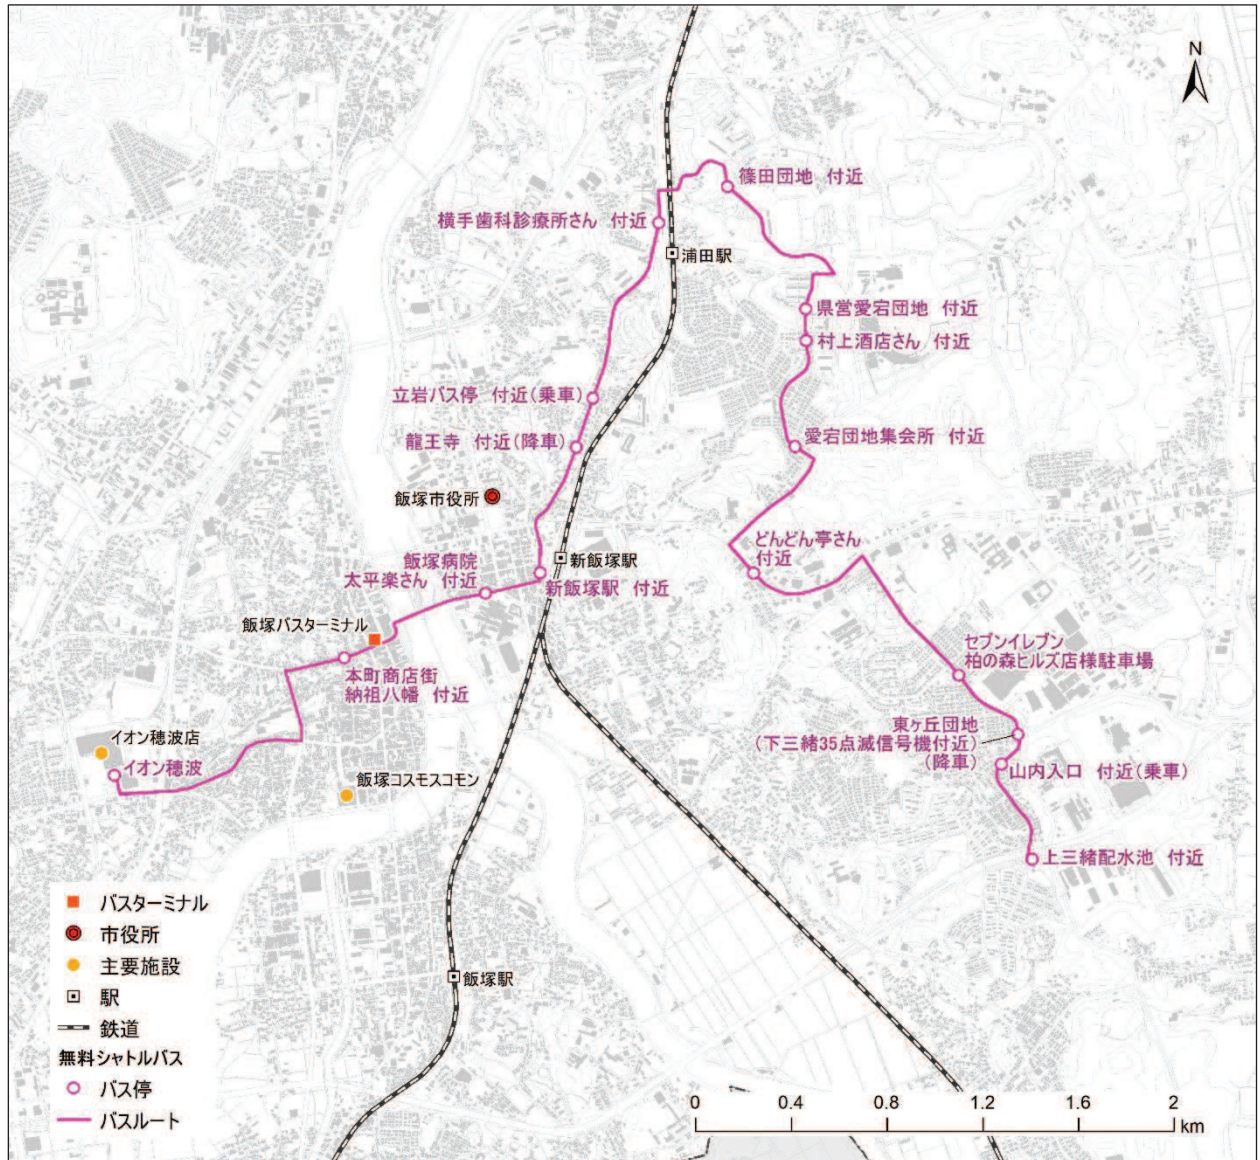 N
篠田団地 付近
横手歯科診療所さん 付近
浦田駅
県営愛宕団地 付近
村上酒店さん 付近
立岩バス停 付近(乗車)
龍王寺 付近(降車)
愛宕団地集会所 付近
飯塚市役所
どんどん亭さん
付近
飯塚病院
太平楽さん 付近
新飯塚駅
新飯塚駅 付近
飯塚バスターミナル
本町商店街
納祖八幡 付近
セブンイレブン
柏の森ヒルズ店様駐車場
東ヶ丘団地
(下三緒35点滅信号機付近)
(降車)
山内入口 付近(乗車)
イオン穂波店
イオン穂波
飯塚コスモスコモン
上三緒配水池 付近
飯塚駅
バスターミナル
市役所
主要施設
駅
鉄道
無料シャトルバス
バス停
バスルート
0 0.4 0.8 1.2 1.6 2
km